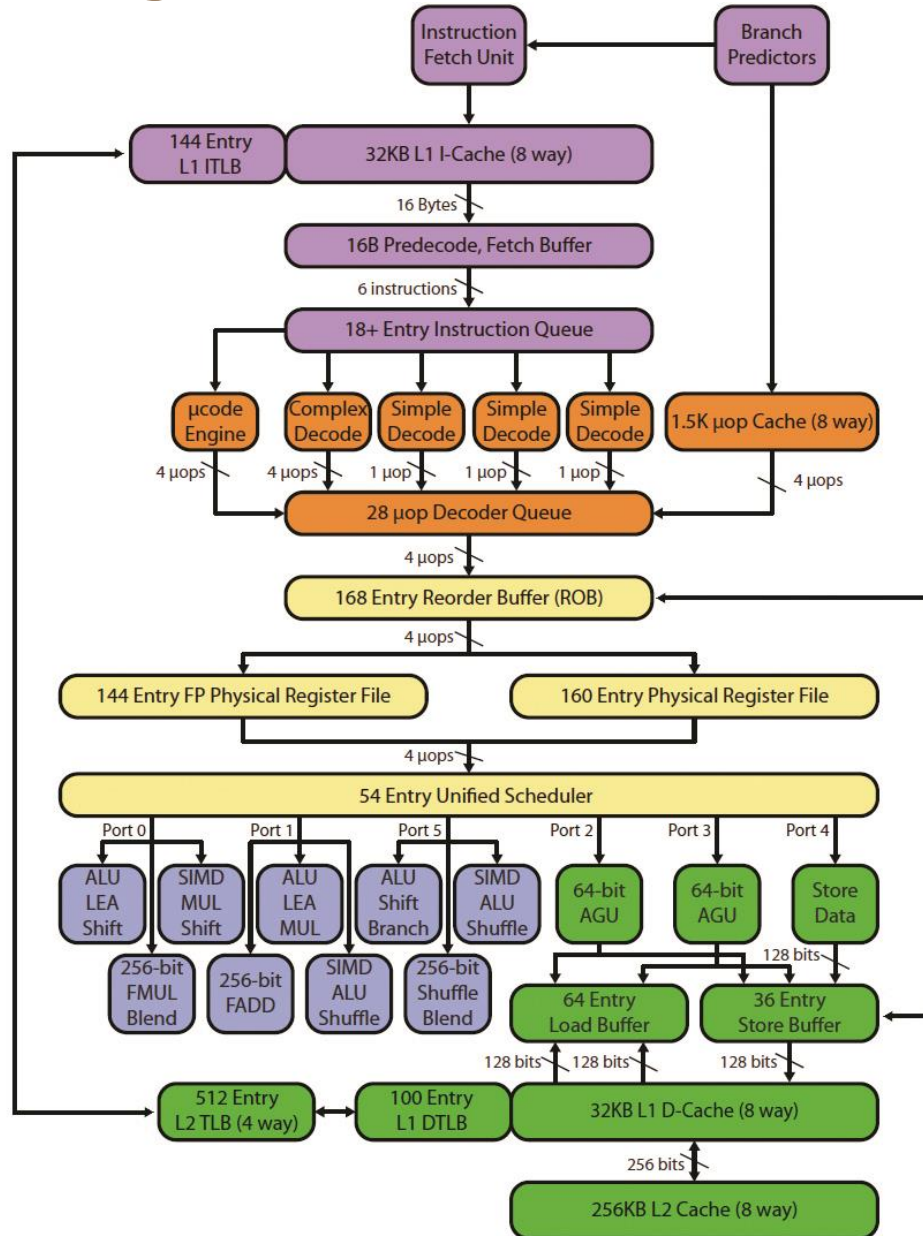 Instruction
Fetch Unit
Branch
Predictors
144 Entry
L1 ITLB
32KB L1 I-Cache (8 way)
16 Bytes
16B Predecode, Fetch Buffer
6 instructions
18+ Entry Instruction Queue
µcode
Engine
Complex
Decode
Simple
Decode
Simple
Decode
Simple
Decode
1.5K µop Cache (8 way)
4 µops
4 µops
1 µop
1 µop
1 µop
4 µops
28 µop Decoder Queue
4 µops
168 Entry Reorder Buffer (ROB)
4 µops
144 Entry FP Physical Register File
160 Entry Physical Register File
4 µops
54 Entry Unified Scheduler
Port 0
Port 1
Port 5
Port 2
Port 3
Port 4
ALU
LEA
Shift
SIMD
MUL
Shift
ALU
LEA
MUL
ALU
Shift
Branch
SIMD
ALU
Shuffle
64-bit
AGU
64-bit
AGU
Store
Data
128 bits
256-bit
FMUL
Blend
256-bit
FADD
SIMD
ALU
Shuffle
256-bit
Shuffle
Blend
64 Entry
Load Buffer
36 Entry
Store Buffer
128 bits
128 bits
128 bits
512 Entry
L2 TLB (4 way)
100 Entry
L1 DTLB
32KB L1 D-Cache (8 way)
256 bits
256KB L2 Cache (8 way)